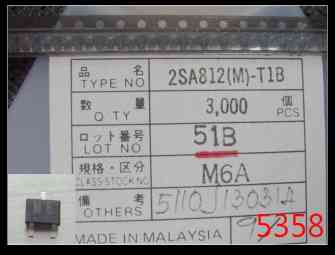 品 名 TYPE NO 2SA812(M)-T1B
数 量 Q TY 3,000 個 PCS
ロット番号 LOT NO 51B
規格・区分 CLASS·STOCK NO M6A
備 考 OTHERS 5110J13031A
MADE IN MALAYSIA
5358